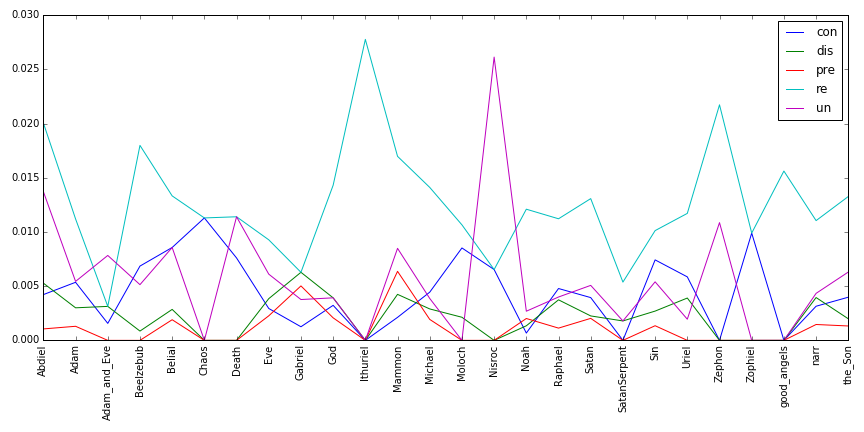 0.030
0.025
0.020
0.015
0.010
0.005
0.000
con
dis
pre
re
un
Abdiel
Adam
Adam_and_Eve
Beelzebub
Belial
Chaos
Death
Eve
Gabriel
God
Ithuriel
Mammon
Michael
Moloch
Nisroc
Noah
Raphael
Satan
SatanSerpent
Sin
Uriel
Zephon
Zophiel
good_angels
narr
the_Son